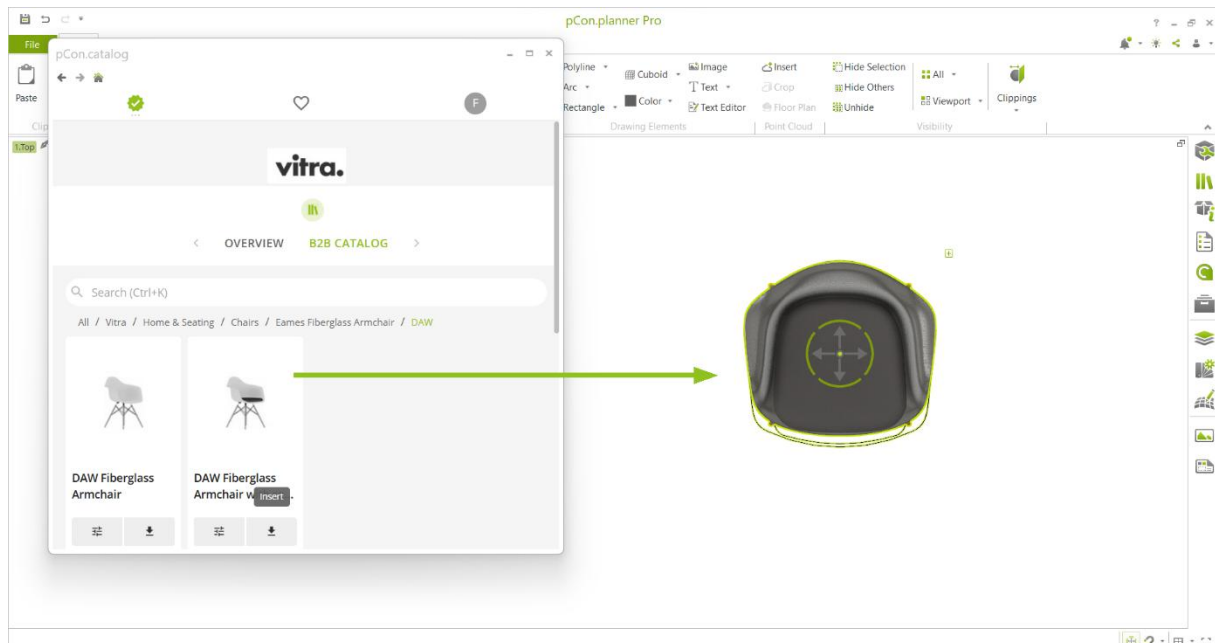 pCon.planner Pro
File
pCon.catalog
Paste
Clip
F
vitra.
OVERVIEW
B2B CATALOG
Search (Ctrl+K)
All / Vitra / Home & Seating / Chairs / Eames Fiberglass Armchair / DAW
DAW Fiberglass
Armchair
DAW Fiberglass
Armchair w
Insert
Polyline
Arc
Rectangle
Cuboid
Color
Image
Text
Text Editor
Drawing Elements
Insert
Crop
Floor Plan
Point Cloud
Hide Selection
Hide Others
Unhide
All
Viewport
Visibility
Clippings
1.Top